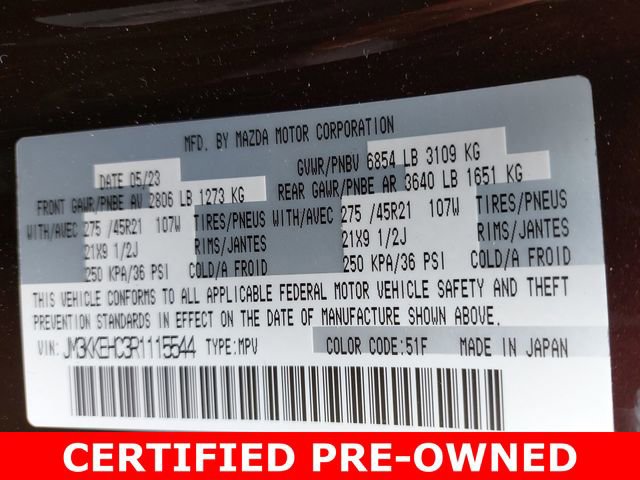 MFD. BY MAZDA MOTOR CORPORATION
DATE 05/23 GVWR/PNBV 6854 LB 3109 KG
FRONT GAWR/PNBE AV 2806 LB 1273 KG REAR GAWR/PNBE AR 3640 LB 1651 KG
WITH/AVEC 275 /45R21 107W TIRES/PNEUS WITH/AVEC 275 /45R21 107W TIRES/PNEUS
21X9 1/2J RIMS/JANTES 21X9 1/2J RIMS/JANTES
250 KPA/36 PSI COLD/A FROID 250 KPA/36 PSI COLD/A FROID
THIS VEHICLE CONFORMS TO ALL APPLICABLE FEDERAL MOTOR VEHICLE SAFETY AND THEFT
PREVENTION STANDARDS IN EFFECT ON THE DATE OF MANUFACTURE SHOWN ABOVE.
VIN: JM3KKEHC3R1115544 TYPE:MPV COLOR CODE:51F MADE IN JAPAN
CERTIFIED PRE-OWNED